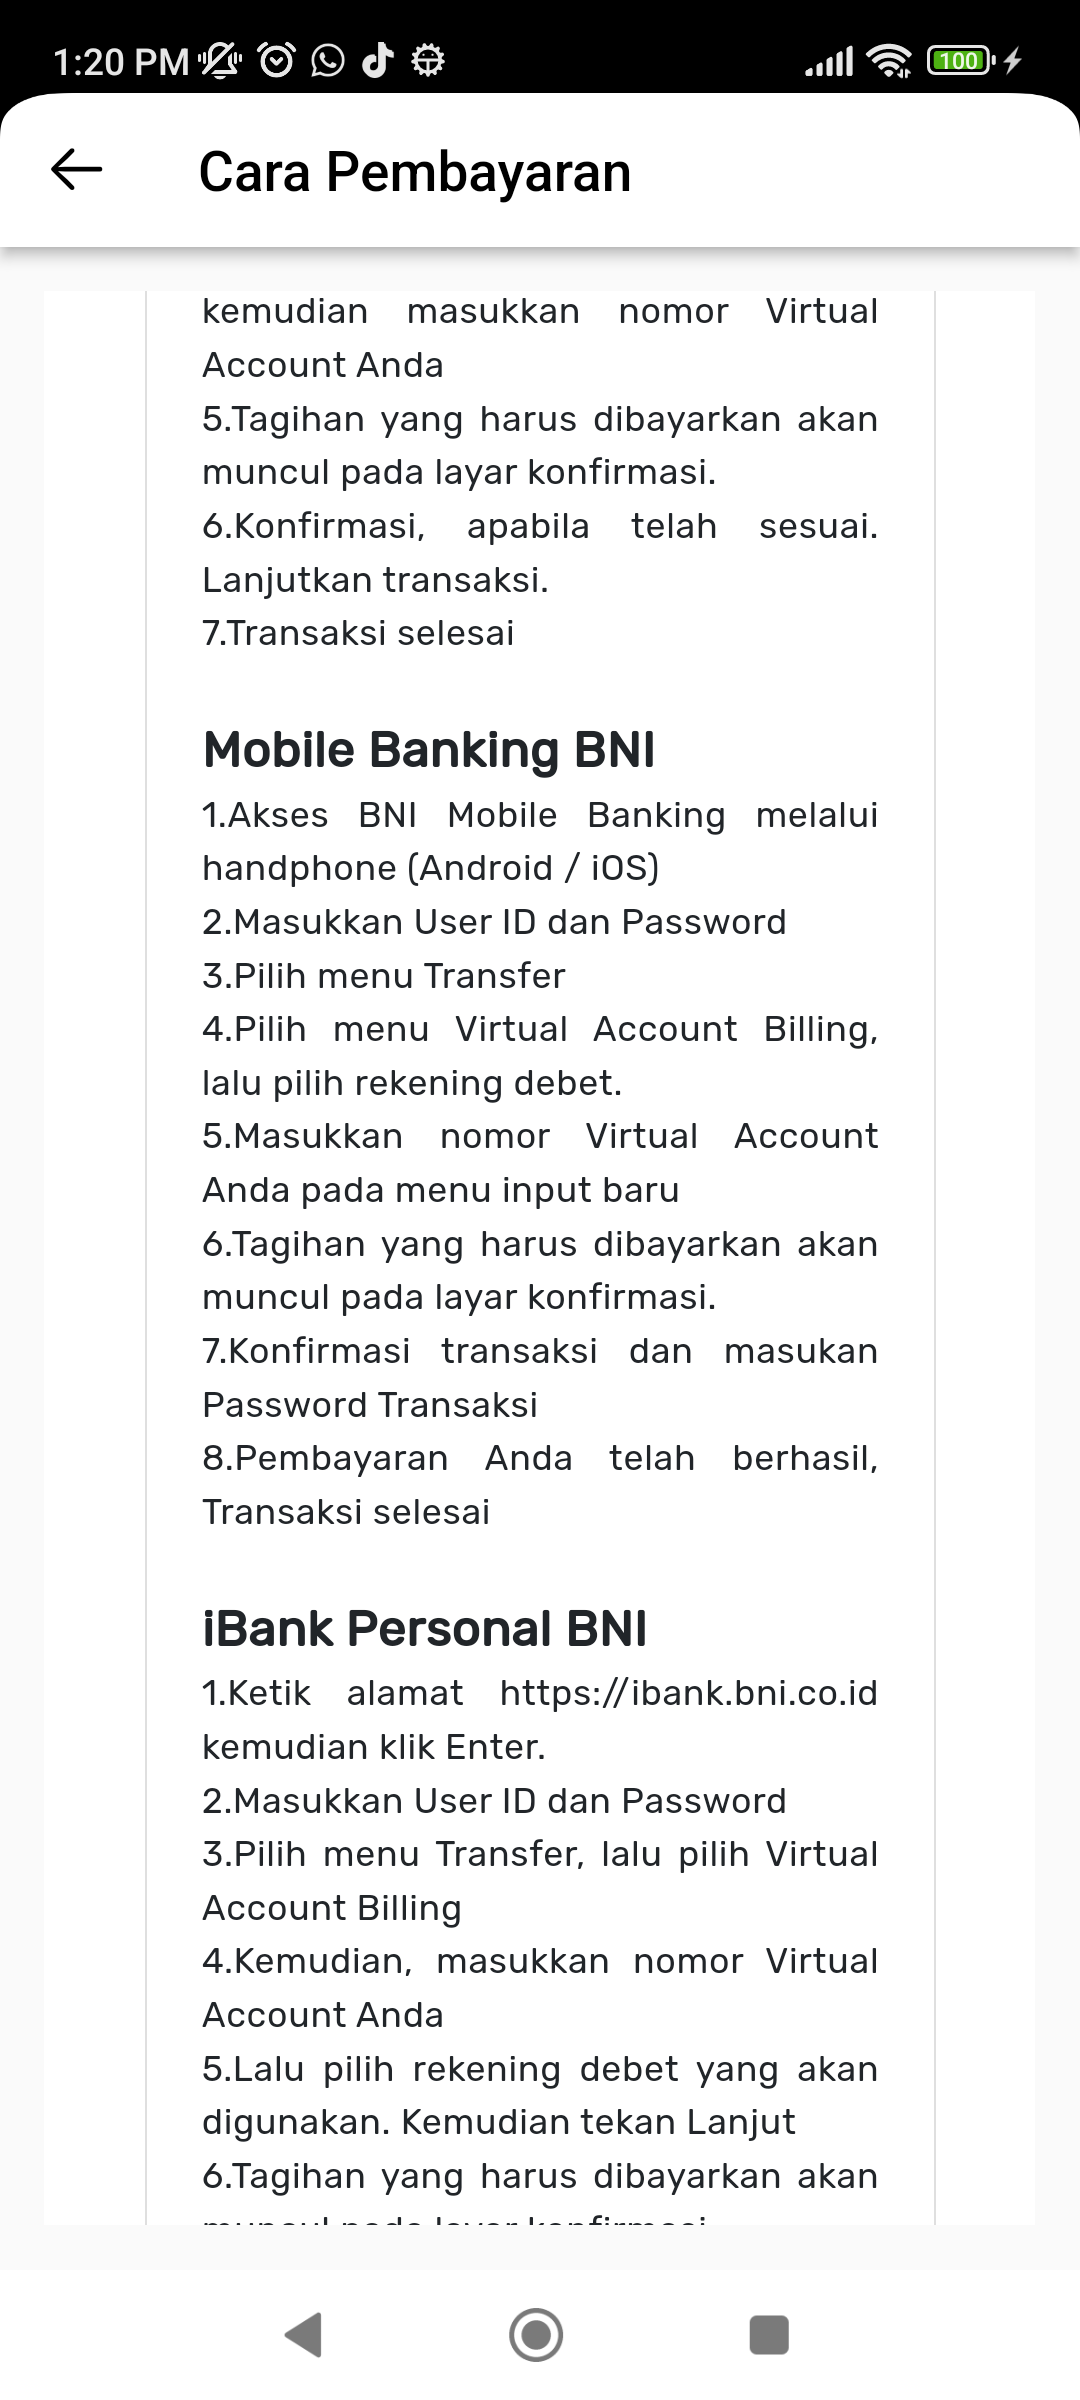 1:20 PM
100
Cara Pembayaran
kemudian masukkan nomor Virtual
Account Anda
5.Tagihan yang harus dibayarkan akan
muncul pada layar konfirmasi.
6.Konfirmasi, apabila telah sesuai.
Lanjutkan transaksi.
7.Transaksi selesai
Mobile Banking BNI
1.Akses BNI Mobile Banking melalui
handphone (Android / iOS)
2.Masukkan User ID dan Password
3.Pilih menu Transfer
4.Pilih menu Virtual Account Billing,
lalu pilih rekening debet.
5.Masukkan nomor Virtual Account
Anda pada menu input baru
6.Tagihan yang harus dibayarkan akan
muncul pada layar konfirmasi.
7.Konfirmasi transaksi dan masukan
Password Transaksi
8.Pembayaran Anda telah berhasil,
Transaksi selesai
iBank Personal BNI
1.Ketik alamat https://ibank.bni.co.id
kemudian klik Enter.
2.Masukkan User ID dan Password
3.Pilih menu Transfer, lalu pilih Virtual
Account Billing
4.Kemudian, masukkan nomor Virtual
Account Anda
5.Lalu pilih rekening debet yang akan
digunakan. Kemudian tekan Lanjut
6.Tagihan yang harus dibayarkan akan